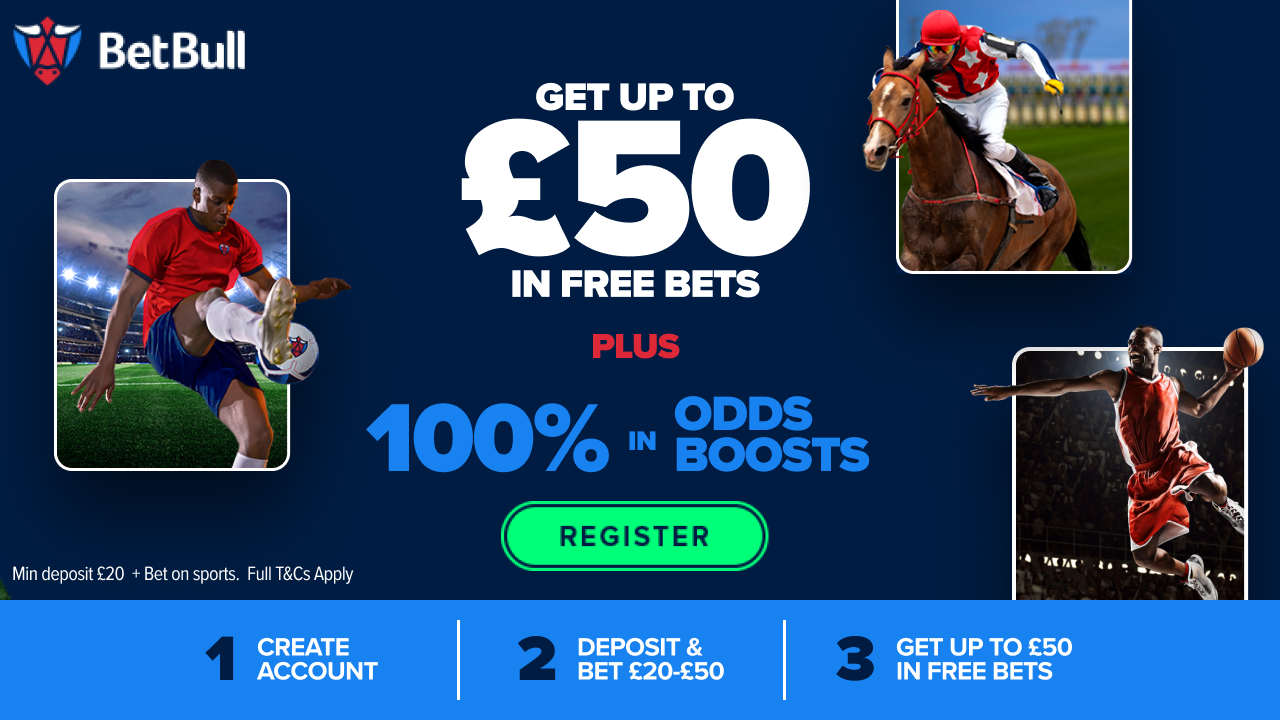 BetBull
GET UP TO
£50
IN FREE BETS
PLUS
100% IN ODDS
BOOSTS
REGISTER
Min deposit £20 + Bet on sports. Full T&Cs Apply
1 CREATE
ACCOUNT
2 DEPOSIT &
BET £20-£50
3 GET UP TO £50
IN FREE BETS